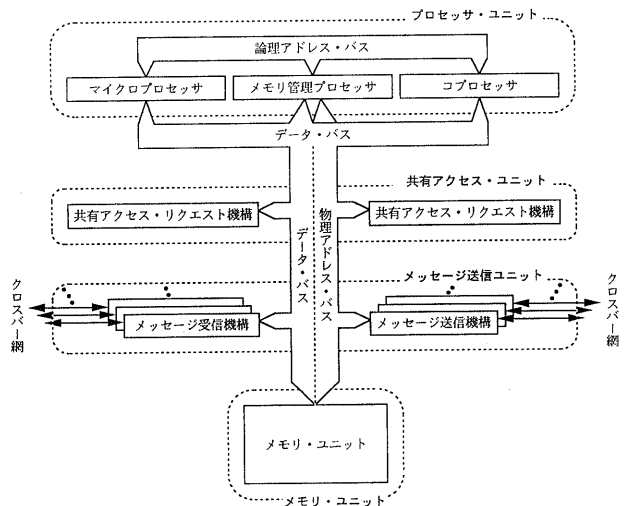 プロセッサ・ユニット
論理アドレス・バス
マイクロプロセッサ
メモリ管理プロセッサ
コプロセッサ
データ・バス
共有アクセス・ユニット
共有アクセス・リクエスト機構
共有アクセス・リクエスト機構
データ・バス
物理アドレス・バス
メッセージ送信ユニット
クロスバー網
メッセージ受信機構
メッセージ送信機構
クロスバー網
メモリ・ユニット
メモリ・ユニット